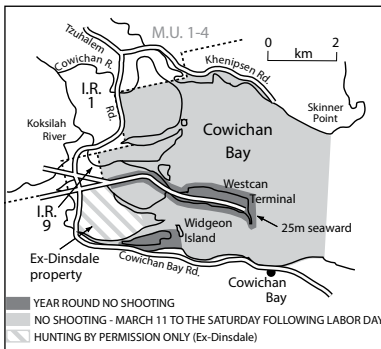 M.U. 1-4
0 2
km
Tzuhalem
Rd.
Cowichan R.
Khenipsen Rd.
I.R.
1
Skinner
Point
Koksilah
River
Cowichan
Bay
Westcan
Terminal
I.R.
9
25m seaward
Widgeon
Island
Ex-Dinsdale
property
Cowichan Bay Rd.
Cowichan
Bay
YEAR ROUND NO SHOOTING
NO SHOOTING - MARCH 11 TO THE SATURDAY FOLLOWING LABOR DAY
HUNTING BY PERMISSION ONLY (Ex-Dinsdale)